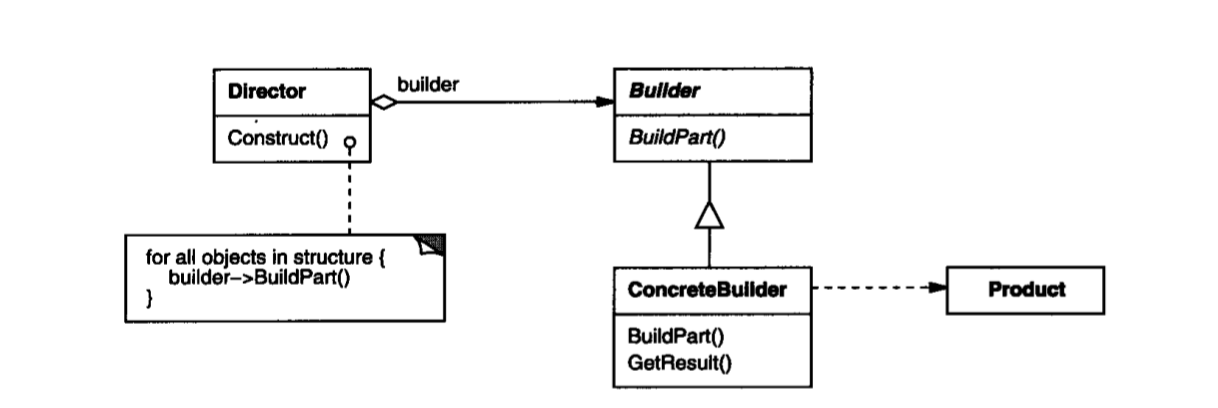 Director
Construct()
builder
Builder
BuildPart()
for all objects in structure {
builder->BuildPart()
}
ConcreteBuilder
BuildPart()
GetResult()
Product